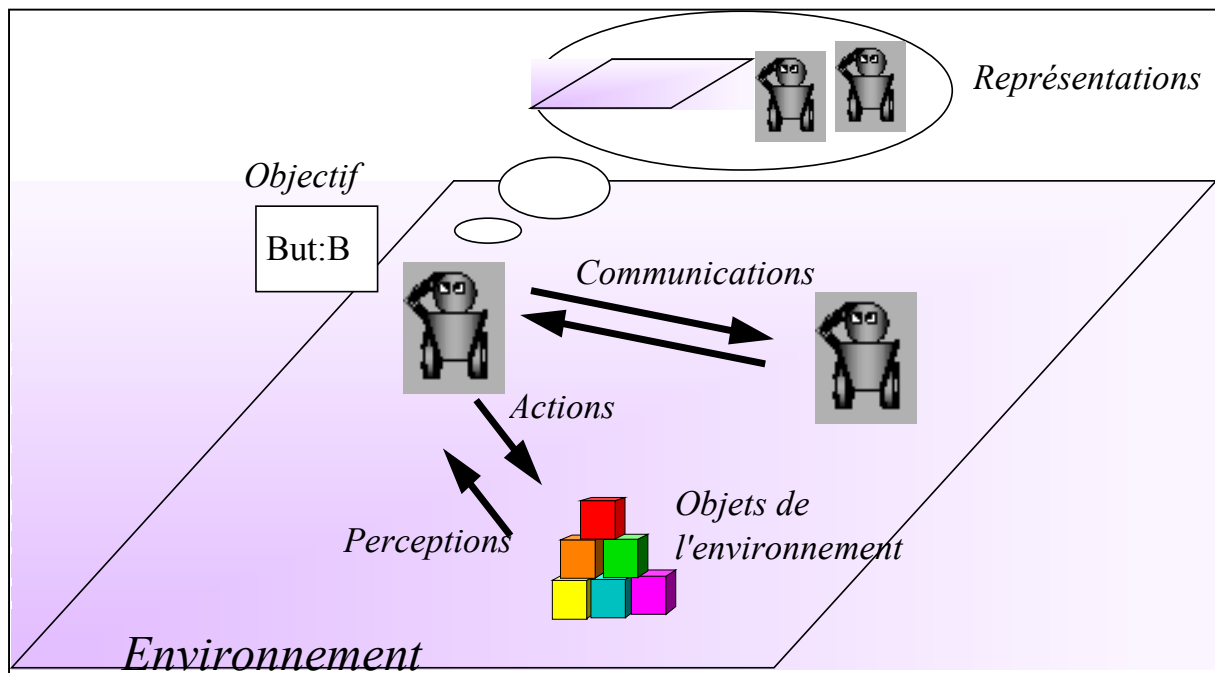 Représentations
Objectif
But:B
Communications
Actions
Objets de
l'environnement
Perceptions
Environnement